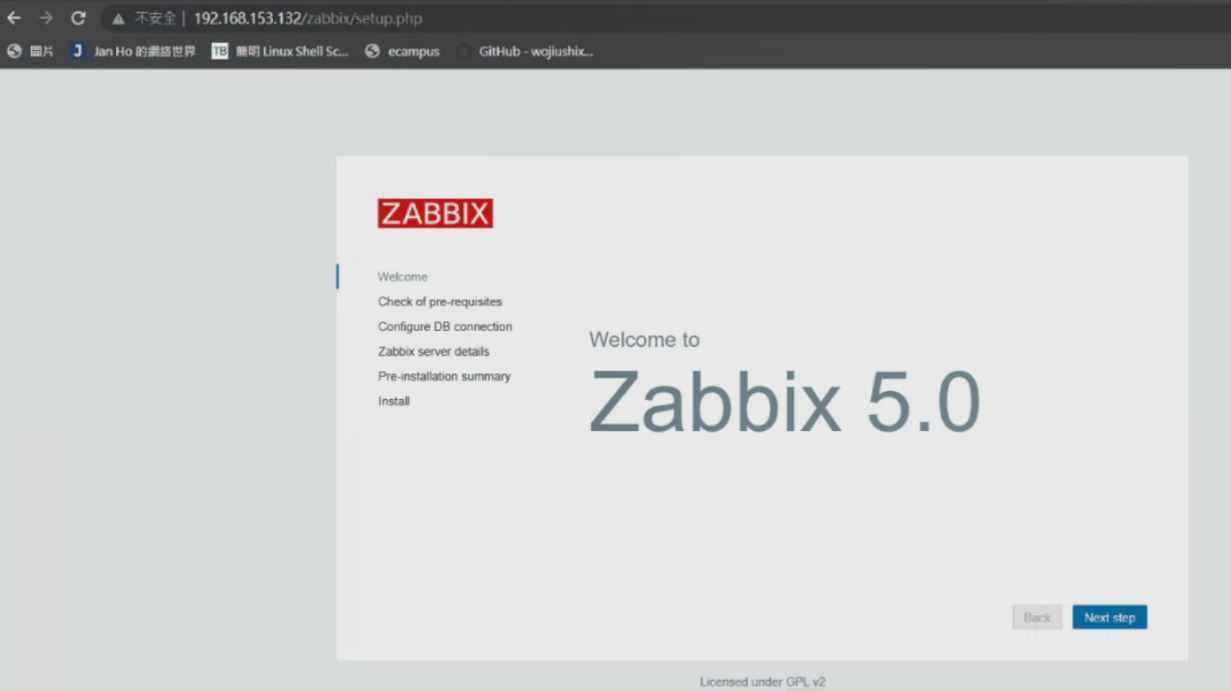 不安全 | 192.168.153.132/zabbix/setup.php
圖片 J Jan Ho 的網絡世界 TB 簡明 Linux Shell Sc... ecampus GitHub - wojiushix...
ZABBIX
Welcome
Check of pre-requisites
Configure DB connection
Zabbix server details
Pre-installation summary
Install
Welcome to
Zabbix 5.0
Back Next step
Licensed under GPL v2